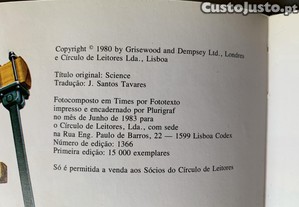 CustoJusto.pt
Copyright © 1980 by Grisewood and Dempsey Ltd., Londres
e Círculo de Leitores Lda., Lisboa
Título original: Science
Tradução: J. Santos Tavares
Fotocomposto em Times por Fototexto
impresso e encadernado por Plurigraf
no mês de Junho de 1983 para
o Círculo de Leitores, Lda., com sede
na Rua Eng. Paulo de Barros, 22 — 1599 Lisboa Codex
Número de edição: 1366
Primeira edição: 15 000 exemplares
Só é permitida a venda aos Sócios do Círculo de Leitores